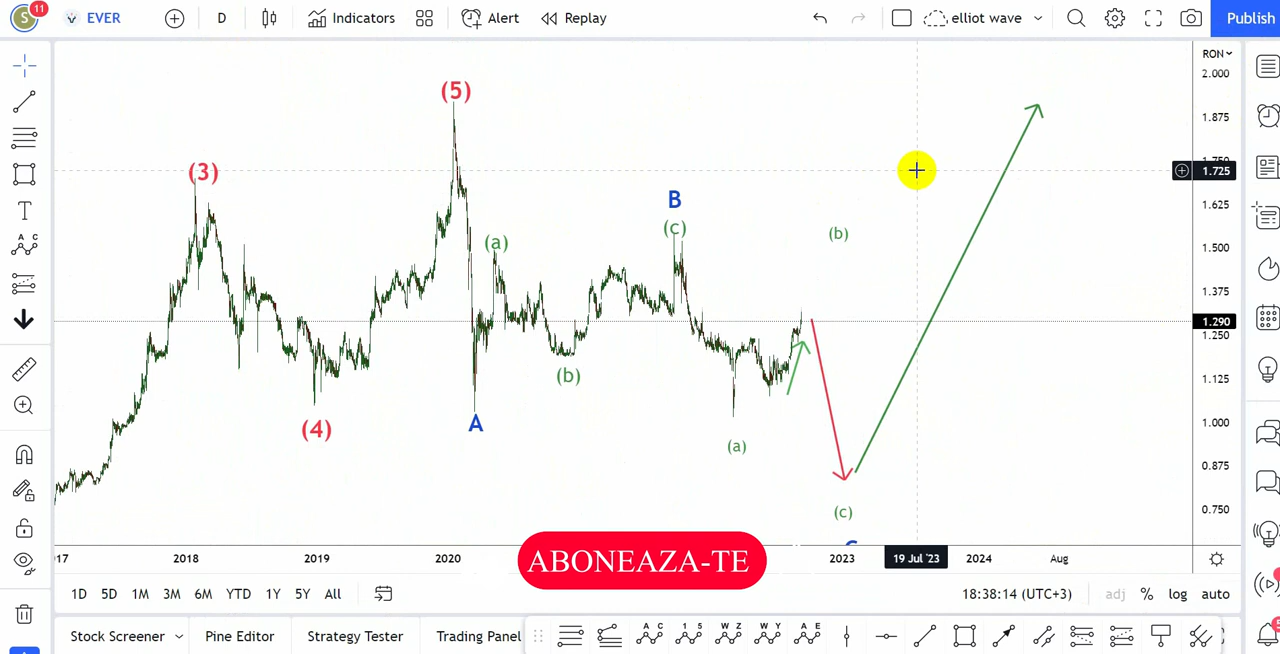 S 11 EVER D Indicators Alert Replay elliot wave Publish
RON
2.000
(5)
1.875
1.725
(3)
B
1.625
(c)
(b)
(a)
1.500
1.375
1.290
1.250
(b)
1.125
A
1.000
(4)
(a)
0.875
(c)
0.750
ABONEAZA-TE
17 2018 2019 2020 2023 19 Jul '23 2024 Aug
1D 5D 1M 3M 6M YTD 1Y 5Y All 18:38:14 (UTC+3) adj % log auto
Stock Screener Pine Editor Strategy Tester Trading Panel